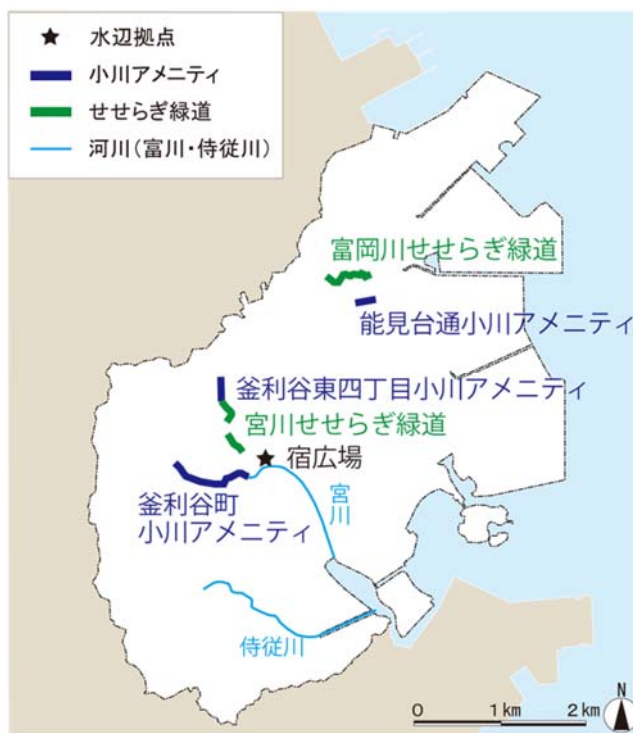 水辺拠点
小川アメニティ
せせらぎ緑道
河川（富川・侍従川）
富岡川せせらぎ緑道
能見台通小川アメニティ
釜利谷東四丁目小川アメニティ
宮川せせらぎ緑道
宿広場
釜利谷町
小川アメニティ
宮川
侍従川
0 1km 2km
N